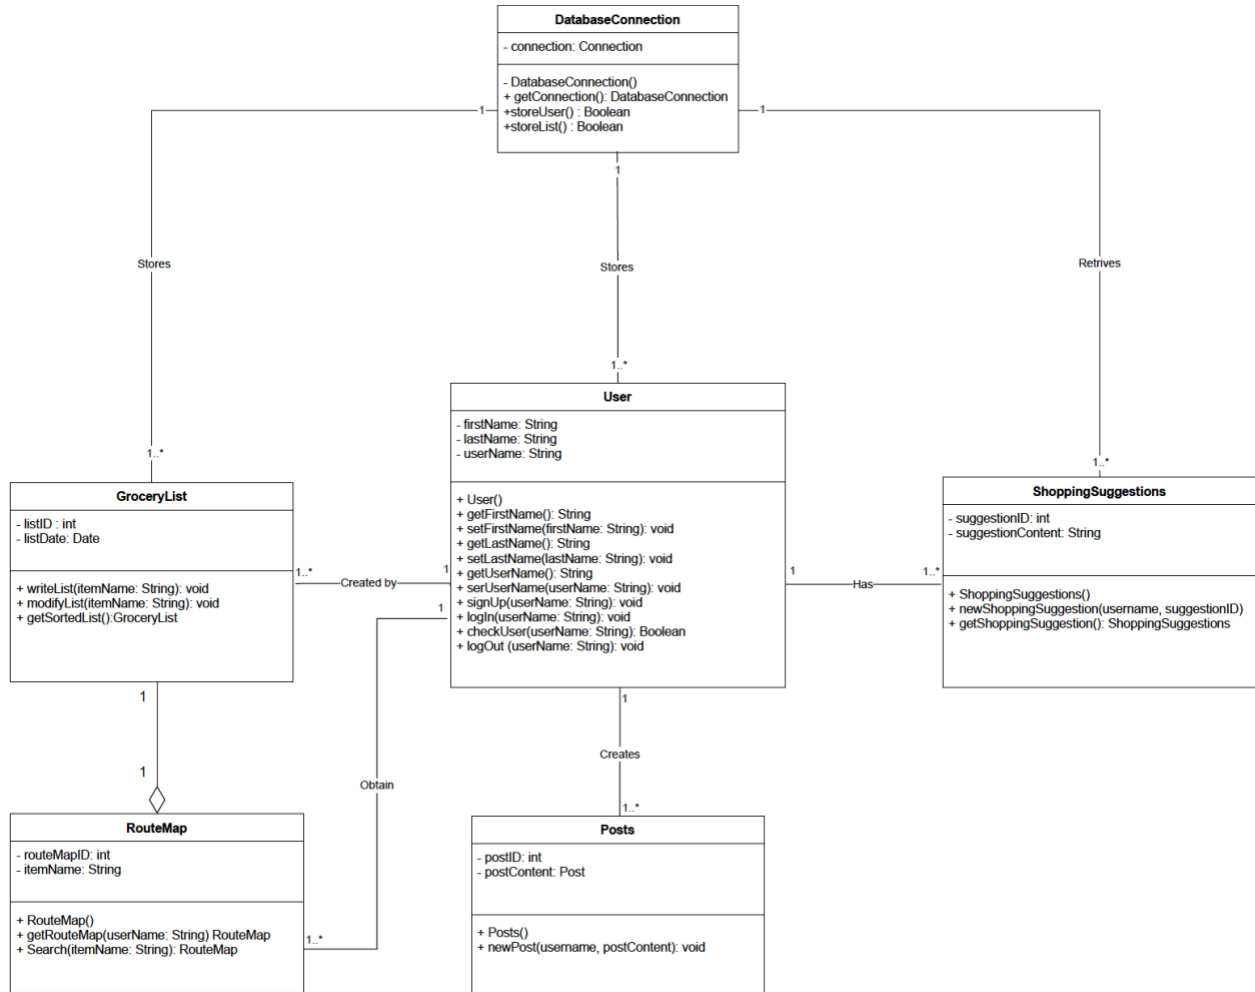 DatabaseConnection
- connection: Connection
- DatabaseConnection()
+ getConnection(): DatabaseConnection
+storeUser() : Boolean
+storeList() : Boolean
1
1
1
Stores
Stores
Retrives
1..*
1..*
1..*
User
- firstName: String
- lastName: String
- userName: String
+ User()
+ getFirstName(): String
+ setFirstName(firstName: String): void
+ getLastName(): String
+ setLastName(lastName: String): void
+ getUserName(): String
+ serUserName(userName: String): void
+ signUp(userName: String): void
+ logIn(userName: String): void
+ checkUser(userName: String): Boolean
+ logOut (userName: String): void
GroceryList
- listID : int
- listDate: Date
+ writeList(itemName: String): void
+ modifyList(itemName: String): void
+ getSortedList():GroceryList
ShoppingSuggestions
- suggestionID: int
- suggestionContent: String
+ ShoppingSuggestions()
+ newShoppingSuggestion(username, suggestionID)
+ getShoppingSuggestion(): ShoppingSuggestions
1..*
Created by
1
1
1
Has
1..*
1
1
Obtain
1..*
1
Creates
1..*
RouteMap
- routeMapID: int
- itemName: String
+ RouteMap()
+ getRouteMap(userName: String) RouteMap
+ Search(itemName: String): RouteMap
Posts
- postID: int
- postContent: Post
+ Posts()
+ newPost(username, postContent): void